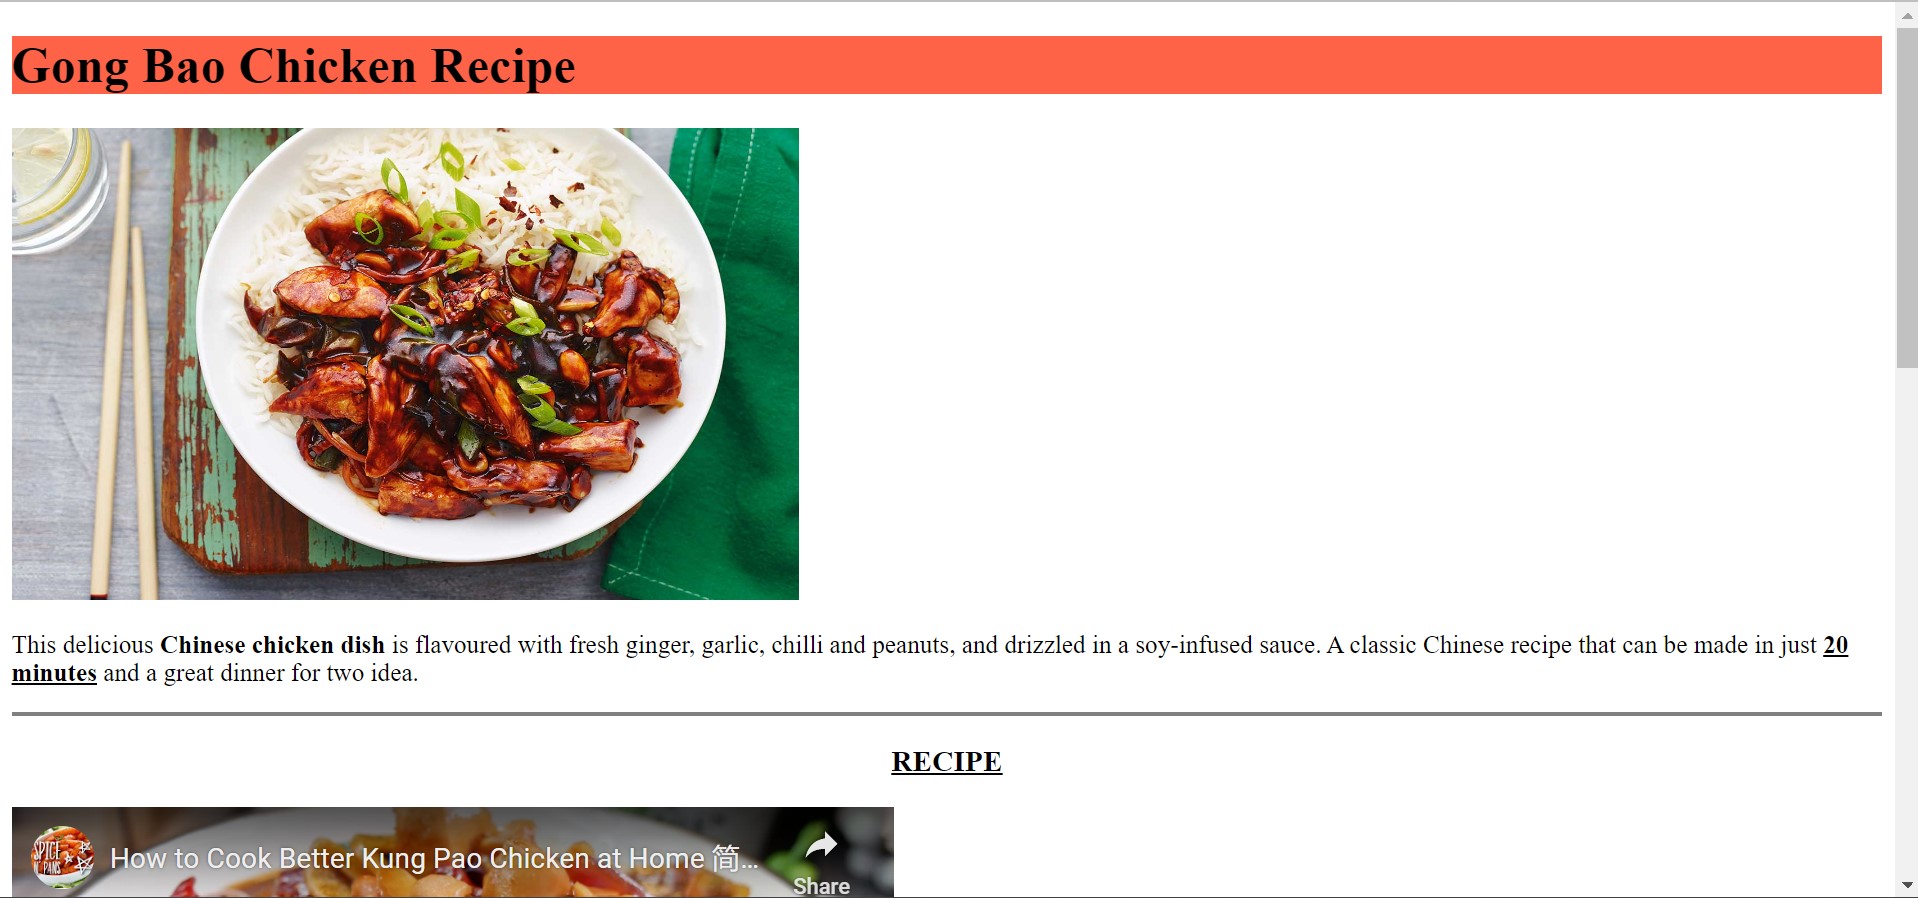 Gong Bao Chicken Recipe
This delicious Chinese chicken dish is flavoured with fresh ginger, garlic, chilli and peanuts, and drizzled in a soy-infused sauce. A classic Chinese recipe that can be made in just 20
minutes and a great dinner for two idea.
RECIPE
SPICE
N' PANS
How to Cook Better Kung Pao Chicken at Home 简...
Share